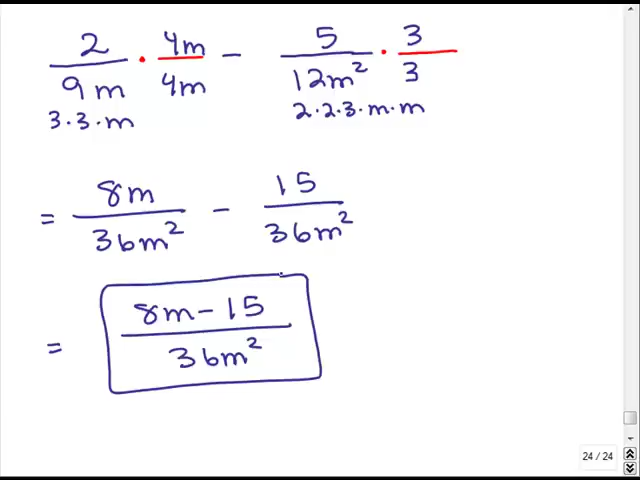 2/9m · 4m/4m − 5/12m² · 3/3
3·3·m 2·2·3·m·m
= 8m/36m² − 15/36m²
= 8m−15/36m²
24 / 24